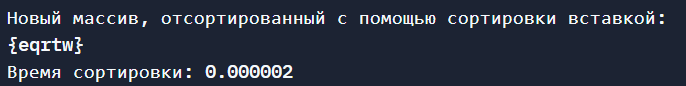 Новый массив, отсортированный с помощью сортировки вставкой:
{eqrtw}
Время сортировки: 0.000002